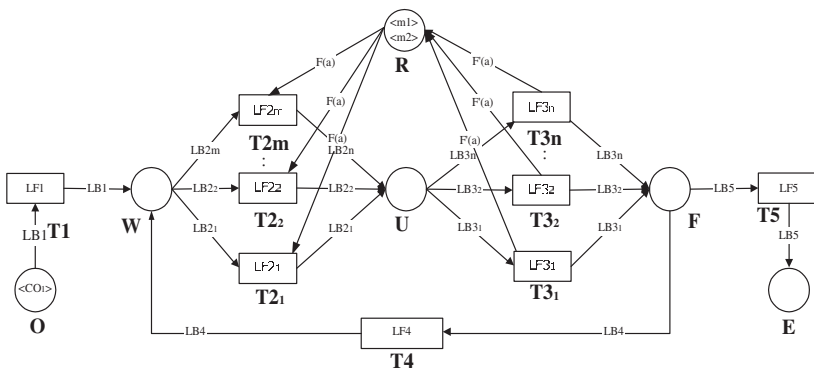 <m1>
<m2>
R
F(a)
F(a)
F'(a)
F'(a)
LF2m
T2m
⋮
F(a)
LB2m
LB2n
LF3n
T3n
⋮
F'(a)
LB3n
LB3n
LF1
T1
LB1
LB1
W
LB2₂
LF2₂
T2₂
LB2₂
U
LB3₂
LF3₂
T3₂
LB3₂
F
LB5
LF5
T5
LB5
LB2₁
LF2₁
T2₁
LB2₁
LB3₁
LF3₁
T3₁
LB3₁
<CO₁>
O
E
LB4
LF4
T4
LB4